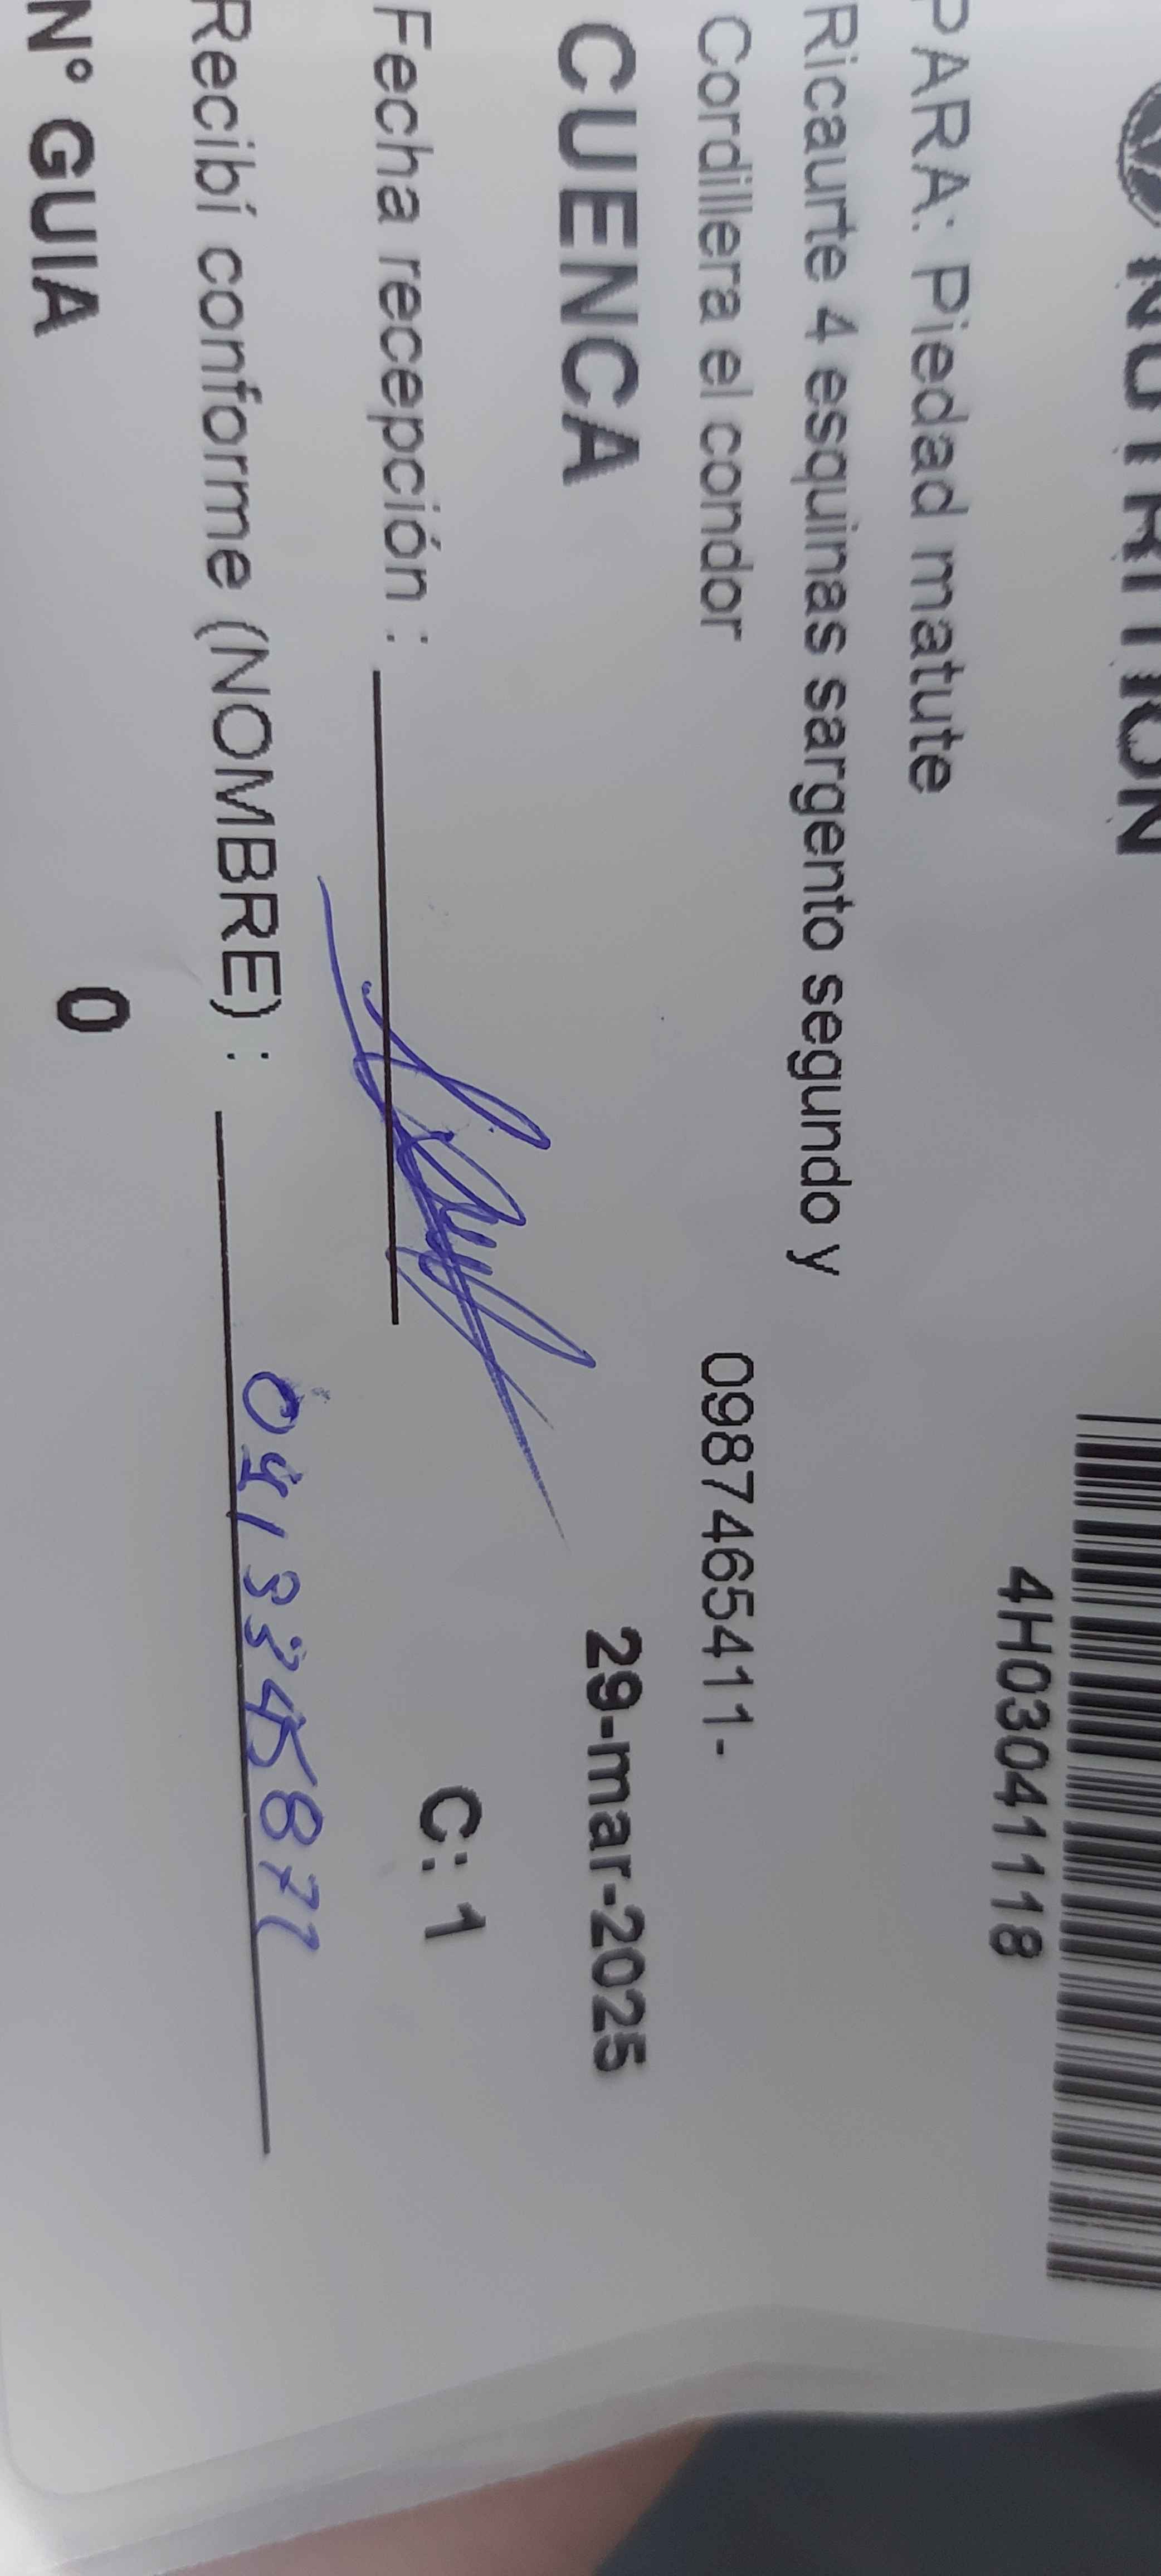 NUTRITION
4H03041118
PARA: Piedad matute
Ricaurte 4 esquinas sargento segundo y
Cordillera el condor 0987465411-
CUENCA 29-mar-2025
Fecha recepción : C: 1
Recibí conforme (NOMBRE) :
N° GUIA 0